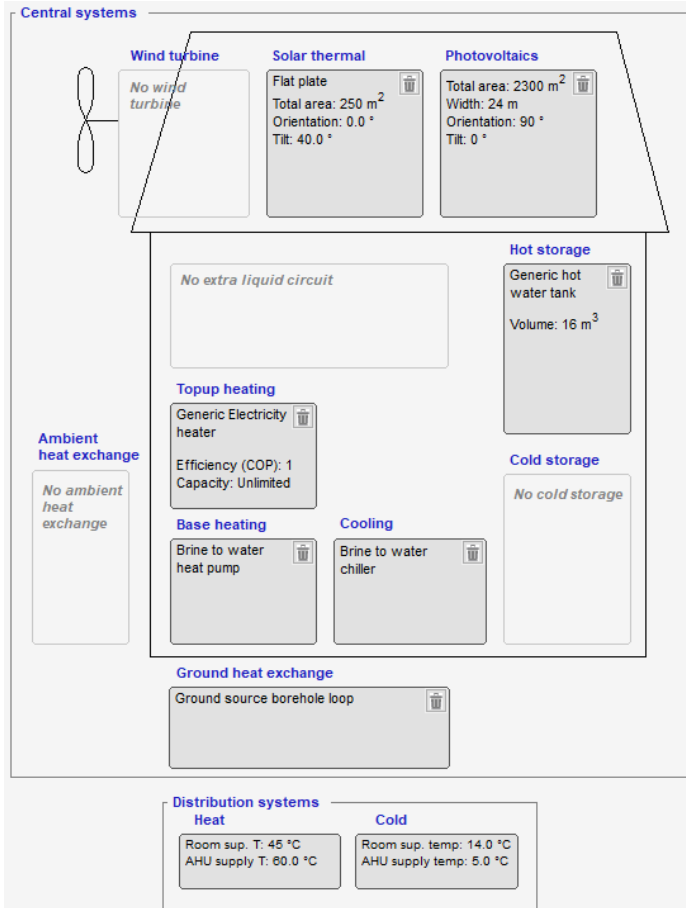 Central systems
Wind turbine
No wind
turbine
Solar thermal
Flat plate
Total area: 250 m2
Orientation: 0.0 °
Tilt: 40.0 °
Photovoltaics
Total area: 2300 m2
Width: 24 m
Orientation: 90 °
Tilt: 0 °
Hot storage
Generic hot
water tank
Volume: 16 m3
No extra liquid circuit
Topup heating
Generic Electricity
heater
Efficiency (COP): 1
Capacity: Unlimited
Ambient
heat exchange
No ambient
heat
exchange
Cold storage
No cold storage
Base heating
Brine to water
heat pump
Cooling
Brine to water
chiller
Ground heat exchange
Ground source borehole loop
Distribution systems
Heat
Room sup. T: 45 °C
AHU supply T: 60.0 °C
Cold
Room sup. temp: 14.0 °C
AHU supply temp: 5.0 °C